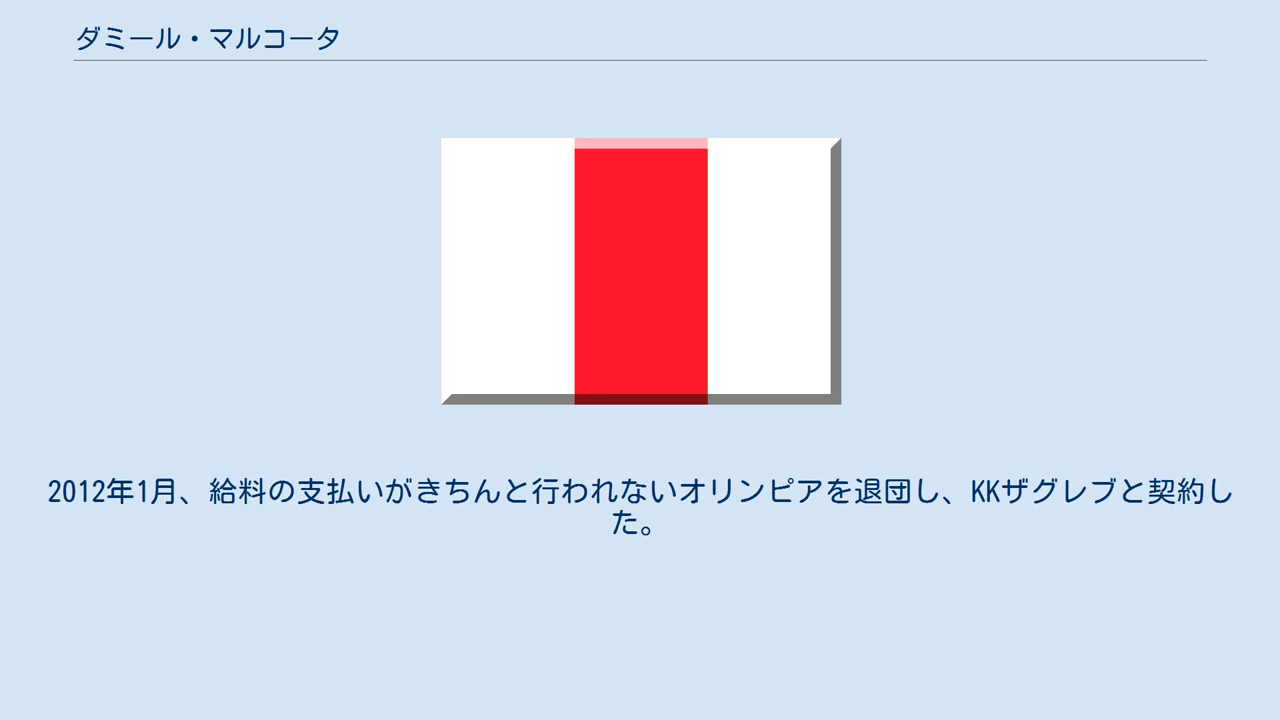 ダミール・マルコータ
2012年1月、給料の支払いがきちんと行われないオリンピアを退団し、KKザグレブと契約し
た。